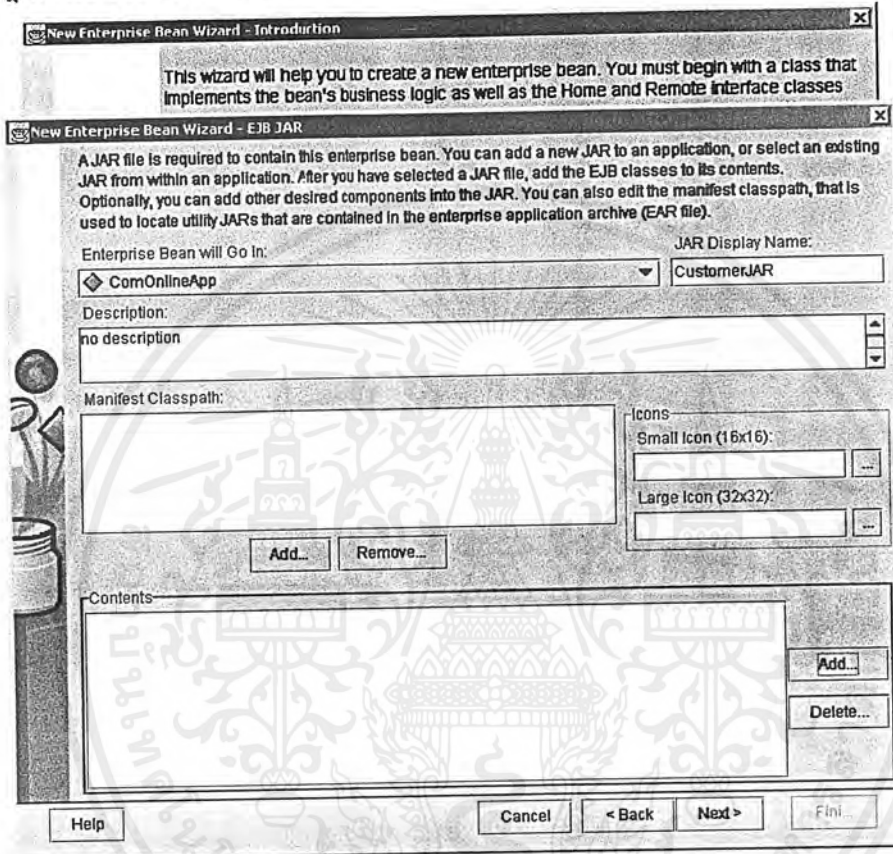 New Enterprise Bean Wizard - Introduction
This wizard will help you to create a new enterprise bean. You must begin with a class that
implements the bean's business logic as well as the Home and Remote interface classes
New Enterprise Bean Wizard - EJB JAR
A JAR file is required to contain this enterprise bean. You can add a new JAR to an application, or select an existing
JAR from within an application. After you have selected a JAR file, add the EJB classes to its contents.
Optionally, you can add other desired components into the JAR. You can also edit the manifest classpath, that is
used to locate utility JARs that are contained in the enterprise application archive (EAR file).
Enterprise Bean will Go In:
JAR Display Name:
ComOnlineApp
CustomerJAR
Description:
no description
Manifest Classpath:
Icons
Small Icon (16x16):
...
Large Icon (32x32):
...
Add...
Remove...
Contents
Add...
Delete...
Help
Cancel
< Back
Next >
Fini...